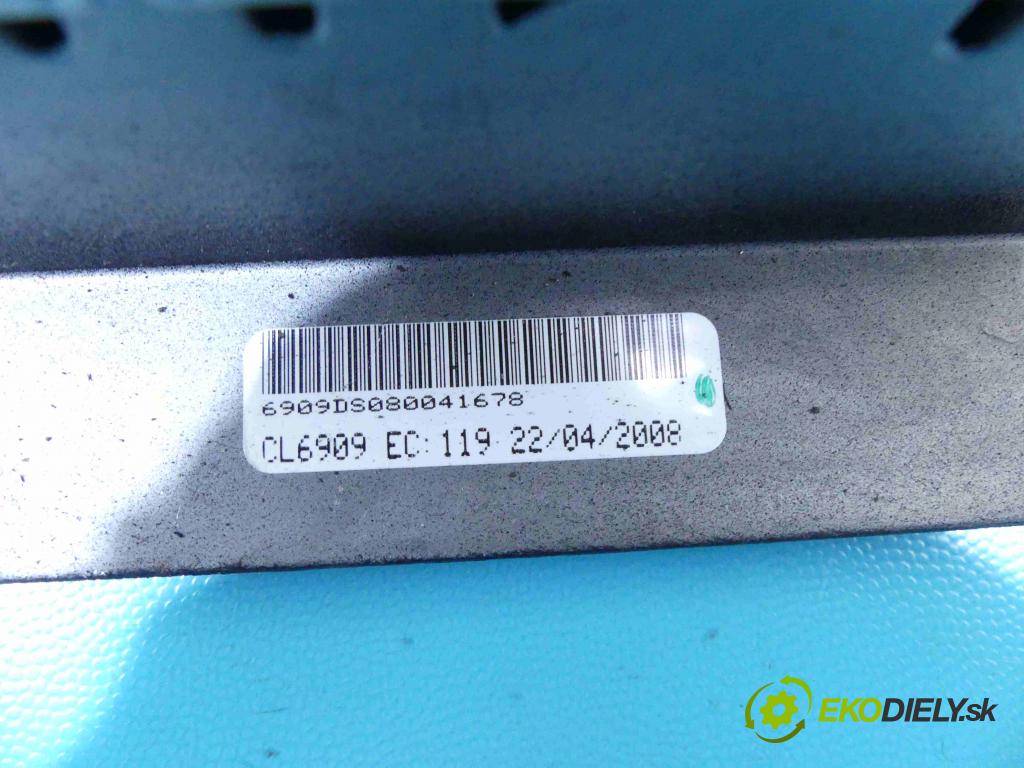 6909DS080041678
CL6909 EC: 119 22/04/2008
EKODIELY.sk